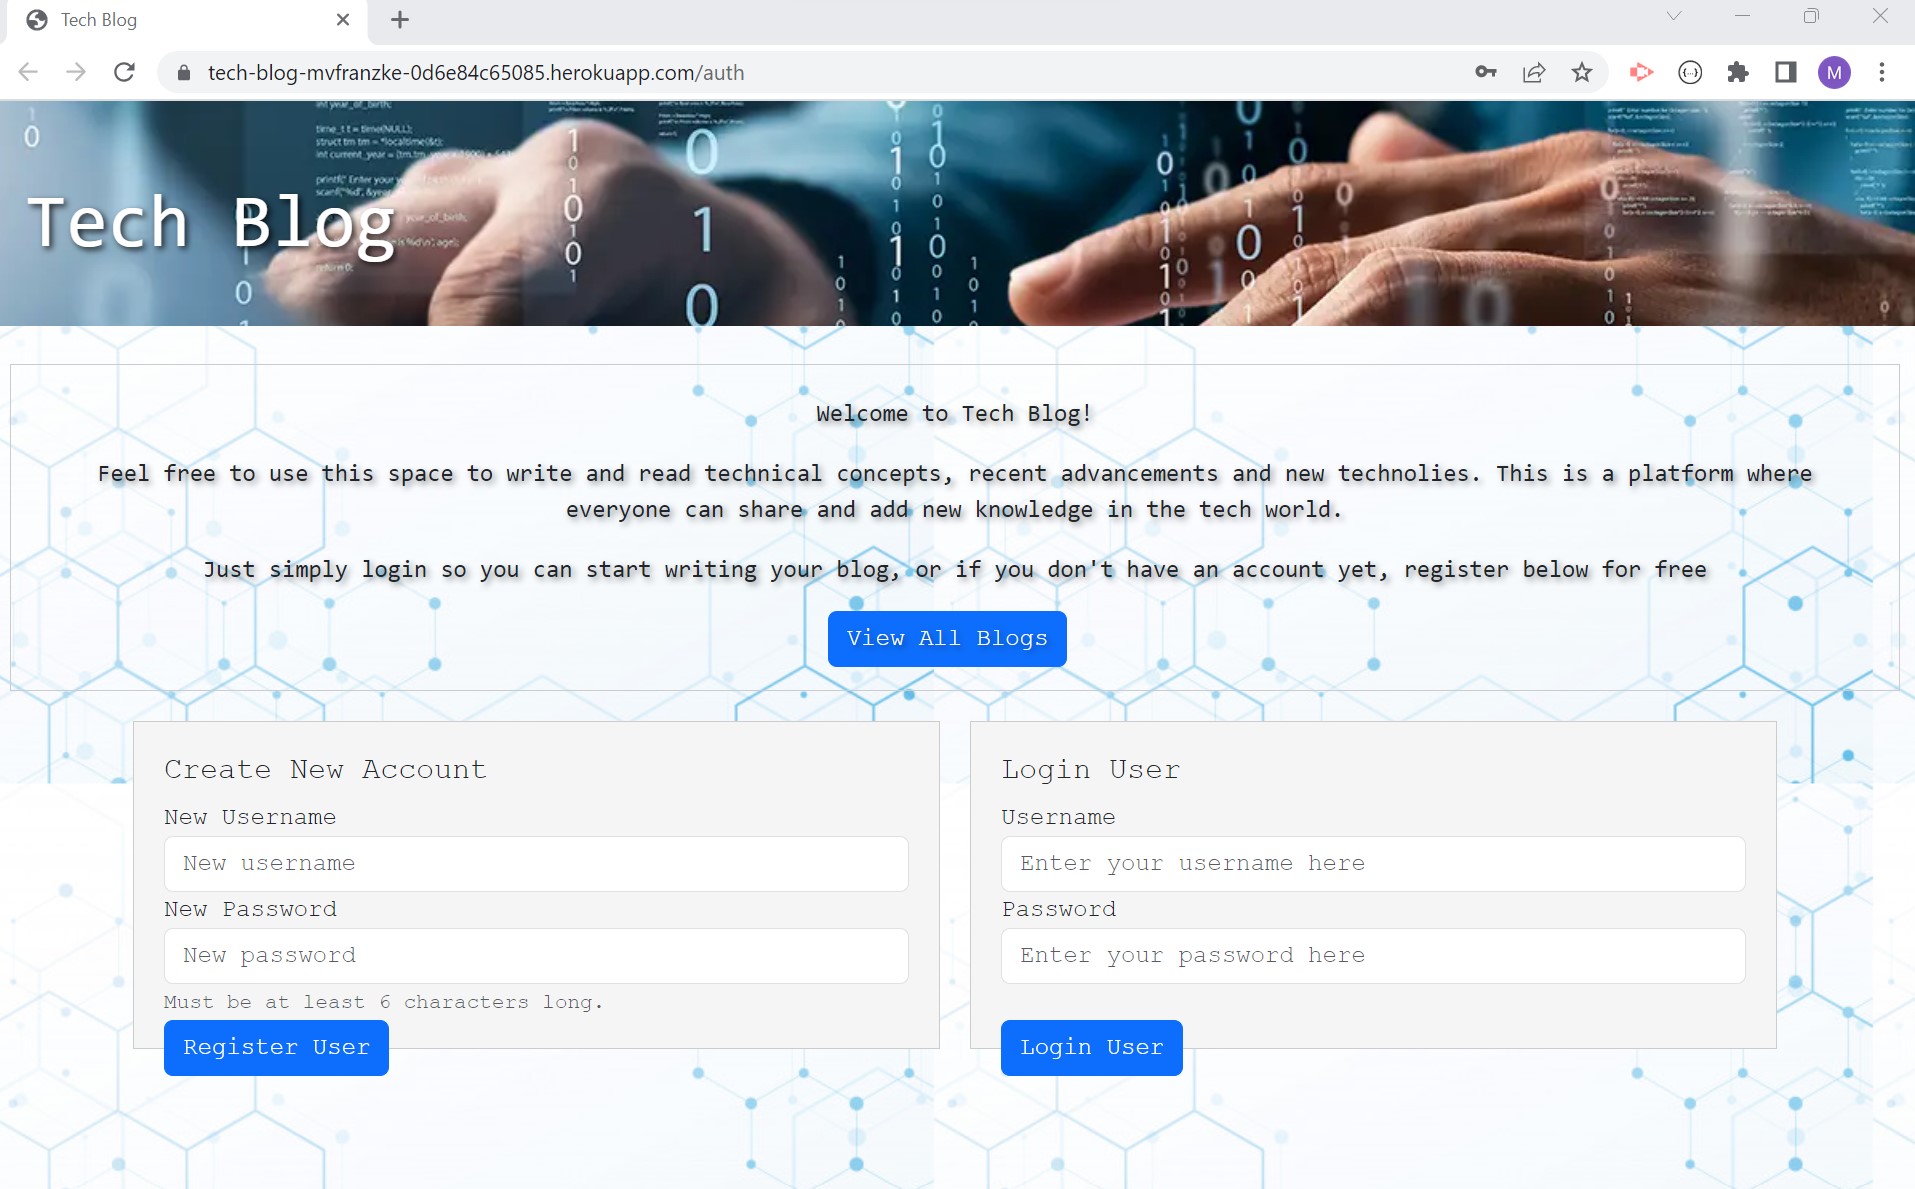 Tech Blog
tech-blog-mvfranzke-0d6e84c65085.herokuapp.com/auth
M
Tech Blog
Welcome to Tech Blog!
Feel free to use this space to write and read technical concepts, recent advancements and new technolies. This is a platform where
everyone can share and add new knowledge in the tech world.
Just simply login so you can start writing your blog, or if you don't have an account yet, register below for free
View All Blogs
Create New Account
New Username
New username
New Password
New password
Must be at least 6 characters long.
Register User
Login User
Username
Enter your username here
Password
Enter your password here
Login User